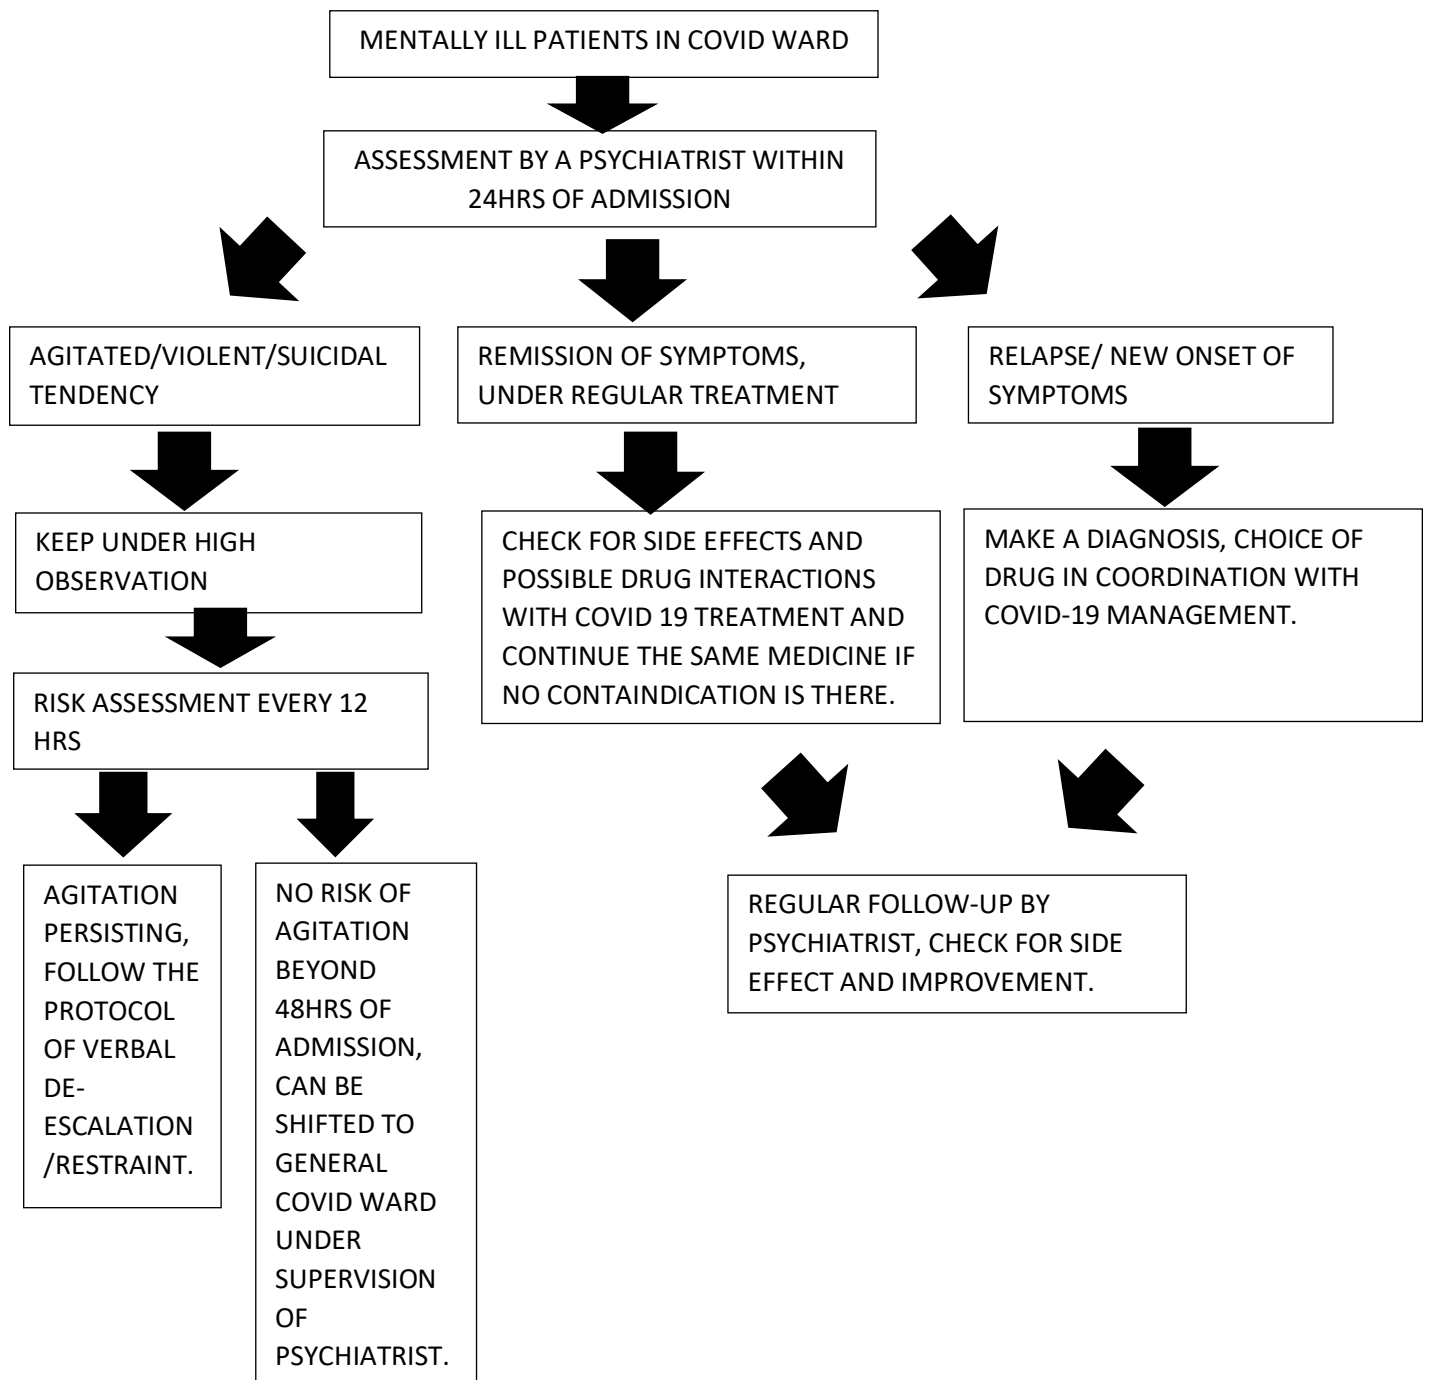 MENTALLY ILL PATIENTS IN COVID WARD
ASSESSMENT BY A PSYCHIATRIST WITHIN
24HRS OF ADMISSION
AGITATED/VIOLENT/SUICIDAL
TENDENCY
REMISSION OF SYMPTOMS,
UNDER REGULAR TREATMENT
RELAPSE/ NEW ONSET OF
SYMPTOMS
KEEP UNDER HIGH
OBSERVATION
CHECK FOR SIDE EFFECTS AND
POSSIBLE DRUG INTERACTIONS
WITH COVID 19 TREATMENT AND
CONTINUE THE SAME MEDICINE IF
NO CONTAINDICATION IS THERE.
MAKE A DIAGNOSIS, CHOICE OF
DRUG IN COORDINATION WITH
COVID-19 MANAGEMENT.
RISK ASSESSMENT EVERY 12
HRS
AGITATION
PERSISTING,
FOLLOW THE
PROTOCOL
OF VERBAL
DE-
ESCALATION
/RESTRAINT.
NO RISK OF
AGITATION
BEYOND
48HRS OF
ADMISSION,
CAN BE
SHIFTED TO
GENERAL
COVID WARD
UNDER
SUPERVISION
OF
PSYCHIATRIST.
REGULAR FOLLOW-UP BY
PSYCHIATRIST, CHECK FOR SIDE
EFFECT AND IMPROVEMENT.